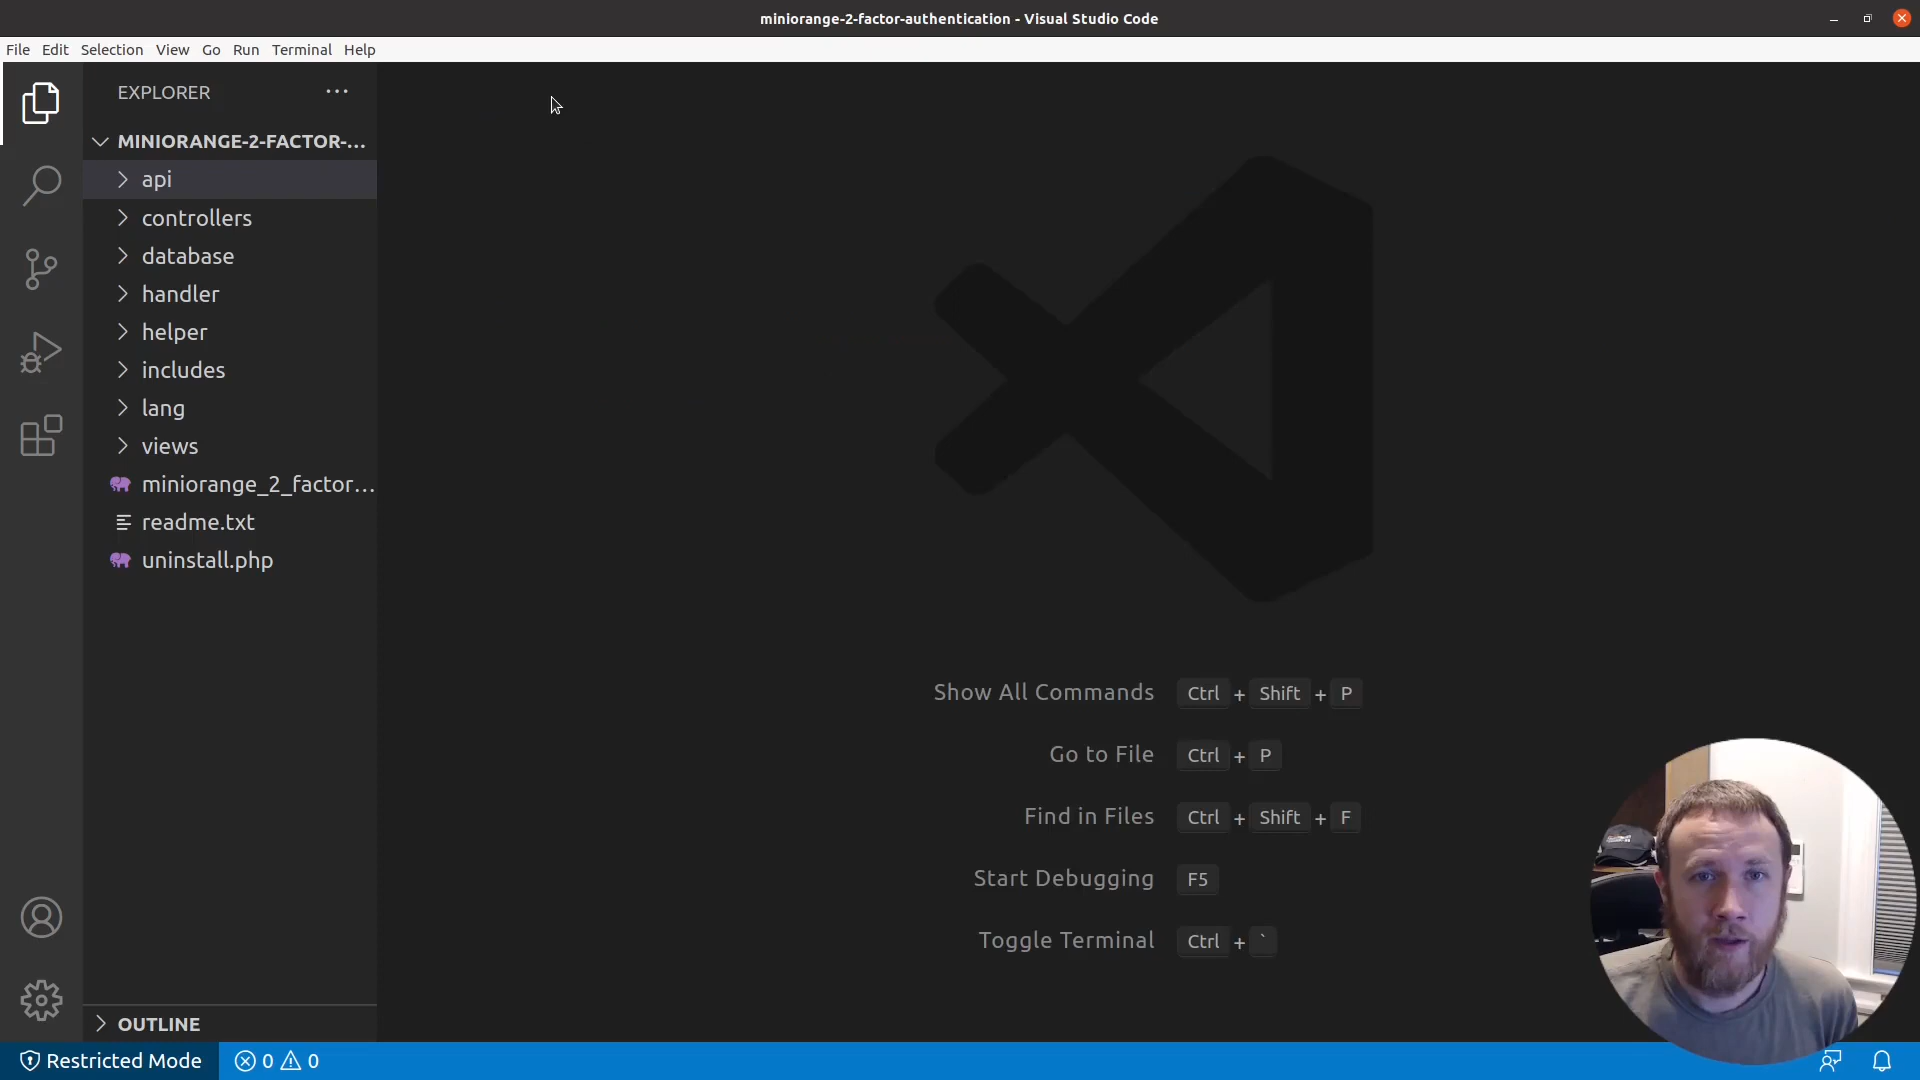 miniorange-2-factor-authentication - Visual Studio Code
File Edit Selection View Go Run Terminal Help
EXPLORER
MINIORANGE-2-FACTOR-...
api
controllers
database
handler
helper
includes
lang
views
miniorange_2_factor...
readme.txt
uninstall.php
Show All Commands Ctrl + Shift + P
Go to File Ctrl + P
Find in Files Ctrl + Shift + F
Start Debugging F5
Toggle Terminal Ctrl + `
OUTLINE
Restricted Mode 0 0